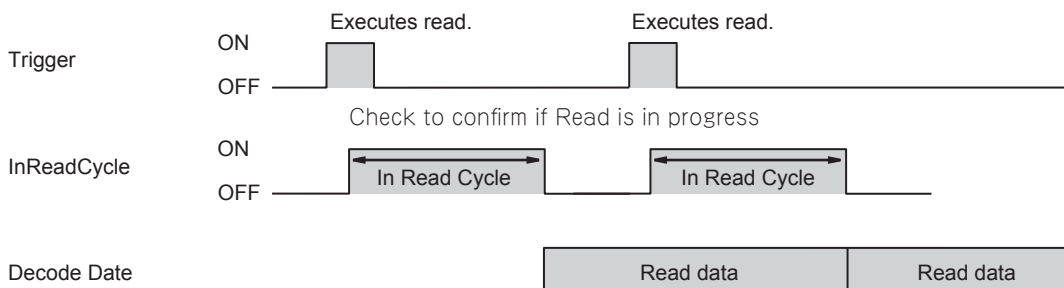 Executes read. Executes read.
Trigger
ON
OFF
Check to confirm if Read is in progress
InReadCycle
ON
OFF
In Read Cycle In Read Cycle
Decode Date
Read data Read data